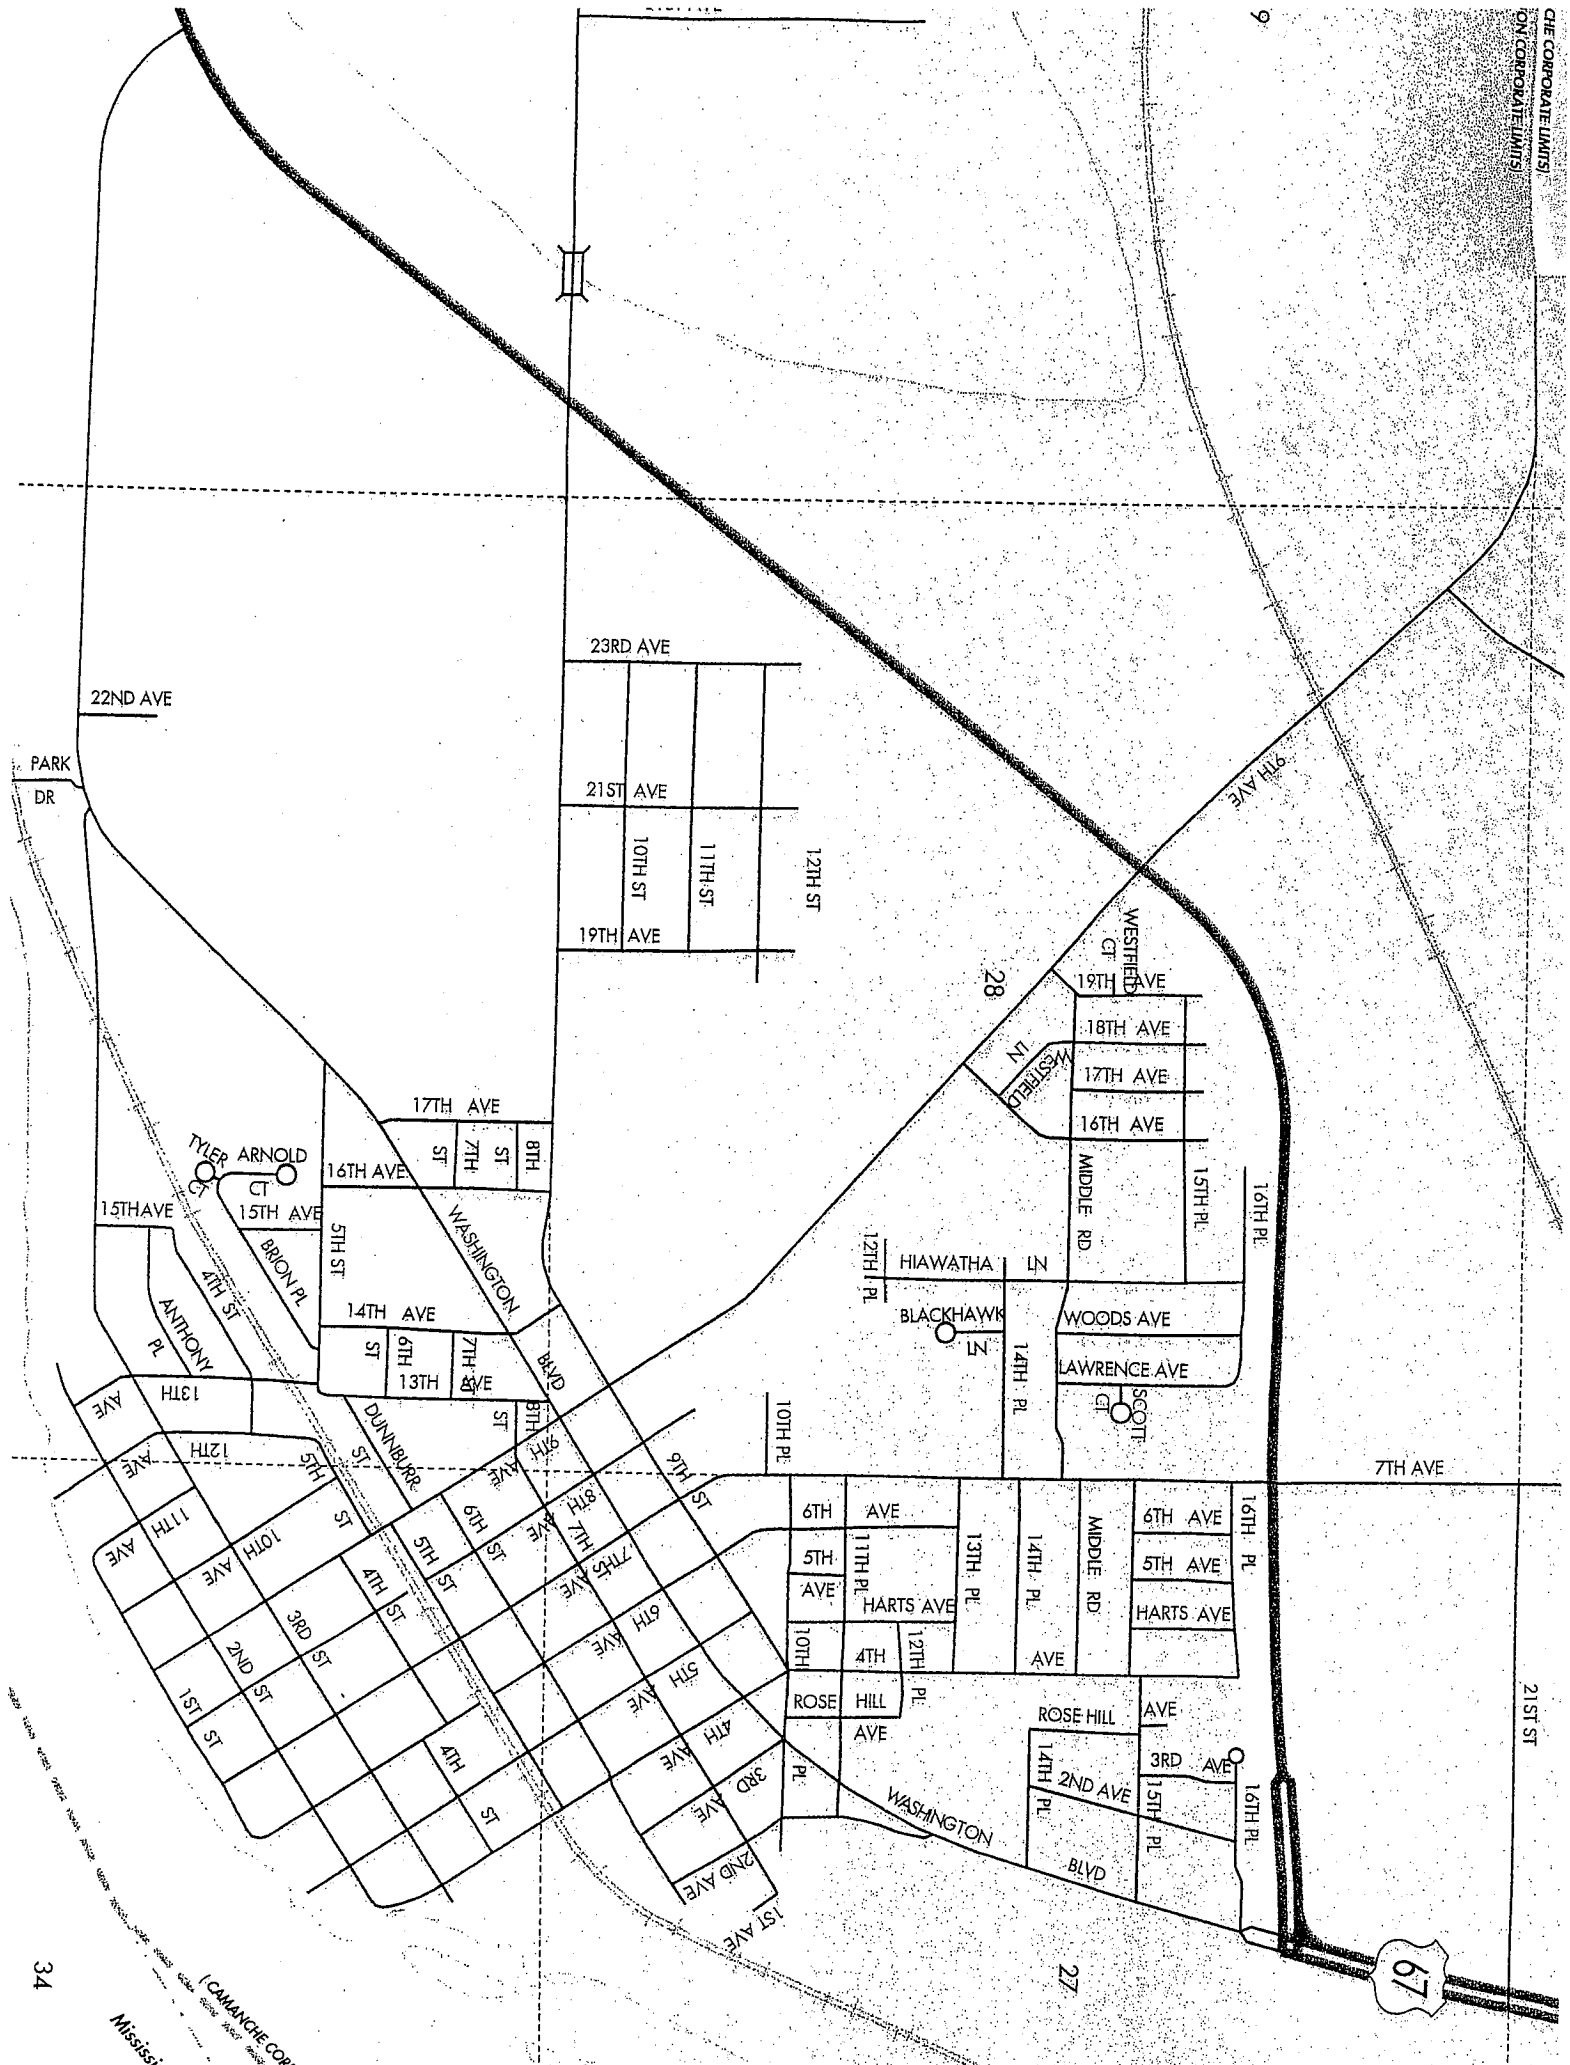 CHE CORPORATE LIMITS)
ON CORPORATE LIMITS)
9
23RD AVE
22ND AVE
PARK
DR
21ST AVE
10TH ST
11TH ST
12TH ST
19TH AVE
9TH AVE
WESTFIELD
CT
28
19TH AVE
18TH AVE
WESTFIELD
LN
17TH AVE
16TH AVE
MIDDLE RD
15TH PL
16TH PL
17TH AVE
ST
7TH
ST
8TH
16TH AVE
TYLER
CT
ARNOLD
CT
15TH AVE
15TH AVE
5TH ST
BRION PL
WASHINGTON
BLVD
4TH ST
ANTHONY
PL
14TH AVE
6TH
ST
7TH
ST
13TH AVE
8TH
ST
12TH PL
HIAWATHA LN
BLACKHAWK
LN
14TH PL
WOODS AVE
LAWRENCE AVE
SCOTT
CT
10TH PL
7TH AVE
13TH
AVE
12TH
AVE
5TH
ST
DUNNBURR
ST
9TH
AVE
9TH
ST
8TH
AVE
6TH
ST
5TH
ST
7TH
AVE
7TH S
11TH
AVE
10TH
AVE
4TH
ST
3RD
ST
2ND
ST
1ST
ST
6TH
AVE
5TH
AVE
4TH
AVE
3RD
AVE
2ND AVE
1ST AVE
4TH
ST
6TH AVE
5TH
AVE
11TH PL
HARTS AVE
10TH
PL
4TH AVE
12TH PL
13TH PL
14TH PL
MIDDLE RD
6TH AVE
5TH AVE
HARTS AVE
16TH PL
ROSE HILL
AVE
ROSE HILL AVE
14TH PL
2ND AVE
3RD AVE
15TH PL
16TH PL
WASHINGTON
BLVD
21ST ST
67
27
34
(CAMANCHE COR
Mississi